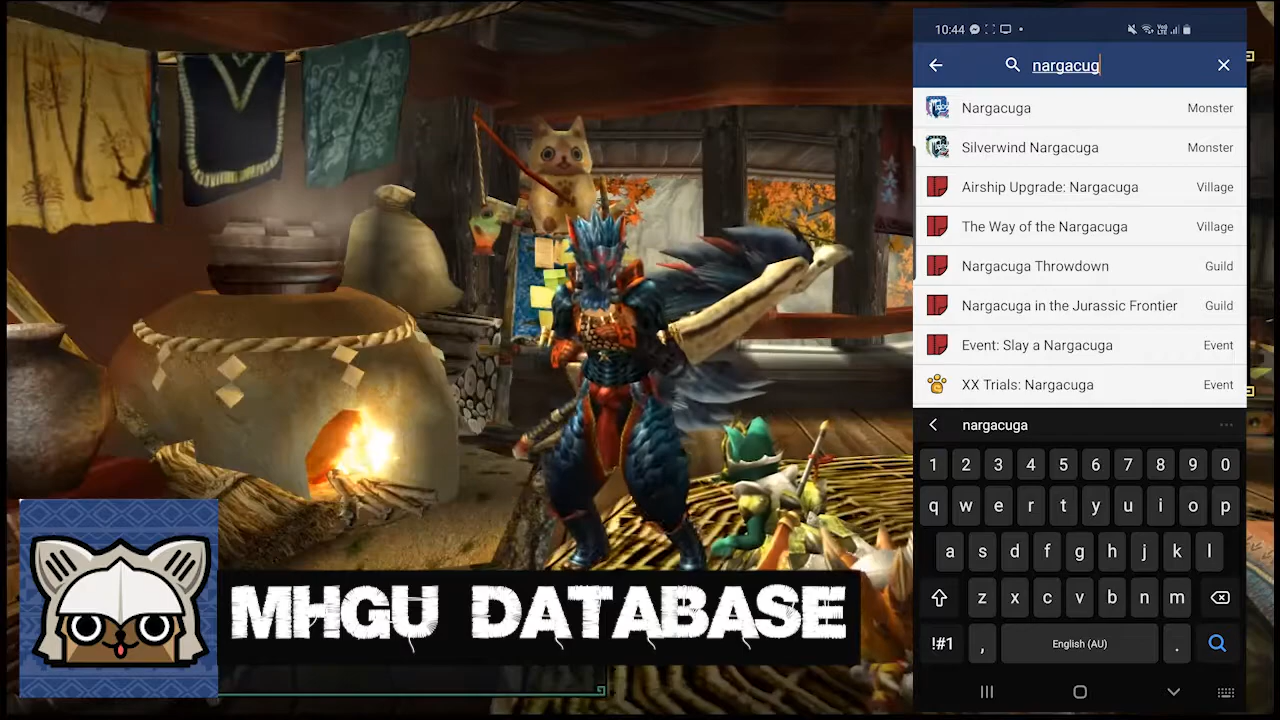 10:44
nargacug
Nargacuga Monster
Silverwind Nargacuga Monster
Airship Upgrade: Nargacuga Village
The Way of the Nargacuga Village
Nargacuga Throwdown Guild
Nargacuga in the Jurassic Frontier Guild
Event: Slay a Nargacuga Event
XX Trials: Nargacuga Event
nargacuga
1 2 3 4 5 6 7 8 9 0
q w e r t y u i o p
a s d f g h j k l
z x c v b n m
!#1 , English (AU) .
MHGU DATABASE